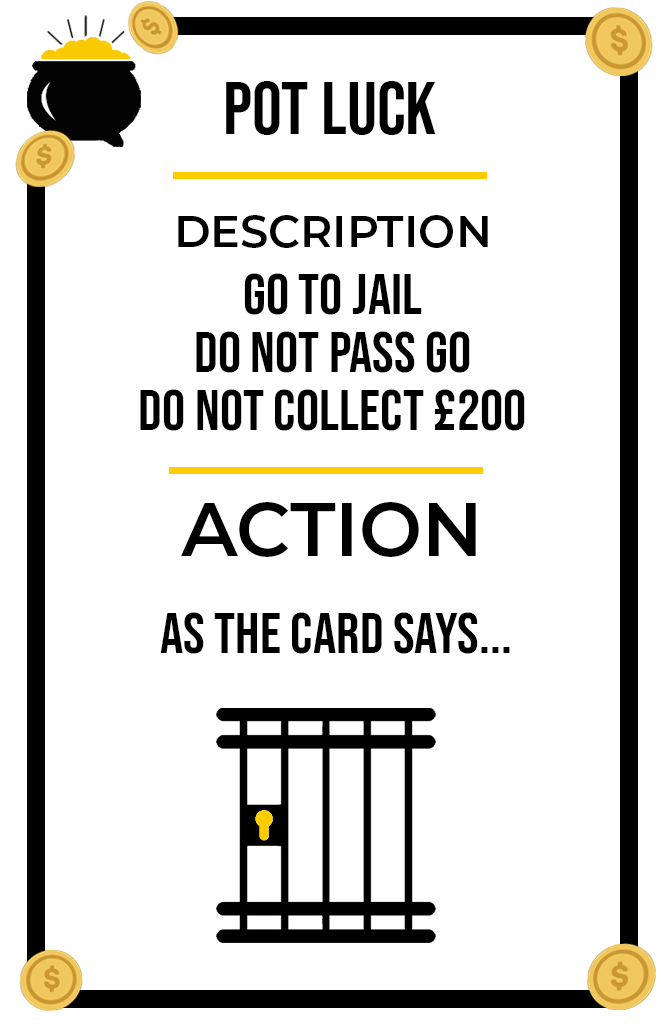 POT LUCK
DESCRIPTION
GO TO JAIL
DO NOT PASS GO
DO NOT COLLECT £200
ACTION
AS THE CARD SAYS...
$
$
$
$
$